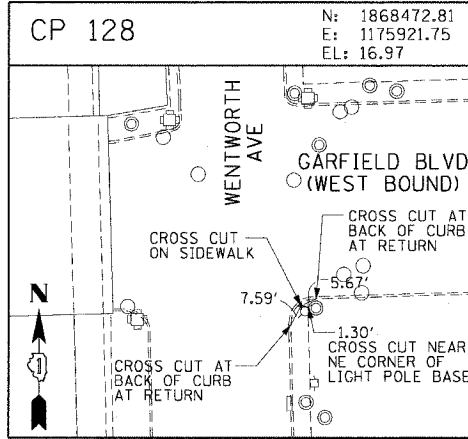 CP 128
N: 1868472.81
E: 1175921.75
EL: 16.97
WENTWORTH
AVE
GARFIELD BLVD
(WEST BOUND)
CROSS CUT AT
BACK OF CURB
AT RETURN
CROSS CUT
ON SIDEWALK
7.59'
5.67'
N
1
1.30'
CROSS CUT NEAR
NE CORNER OF
LIGHT POLE BASE
CROSS CUT AT
BACK OF CURB
AT RETURN